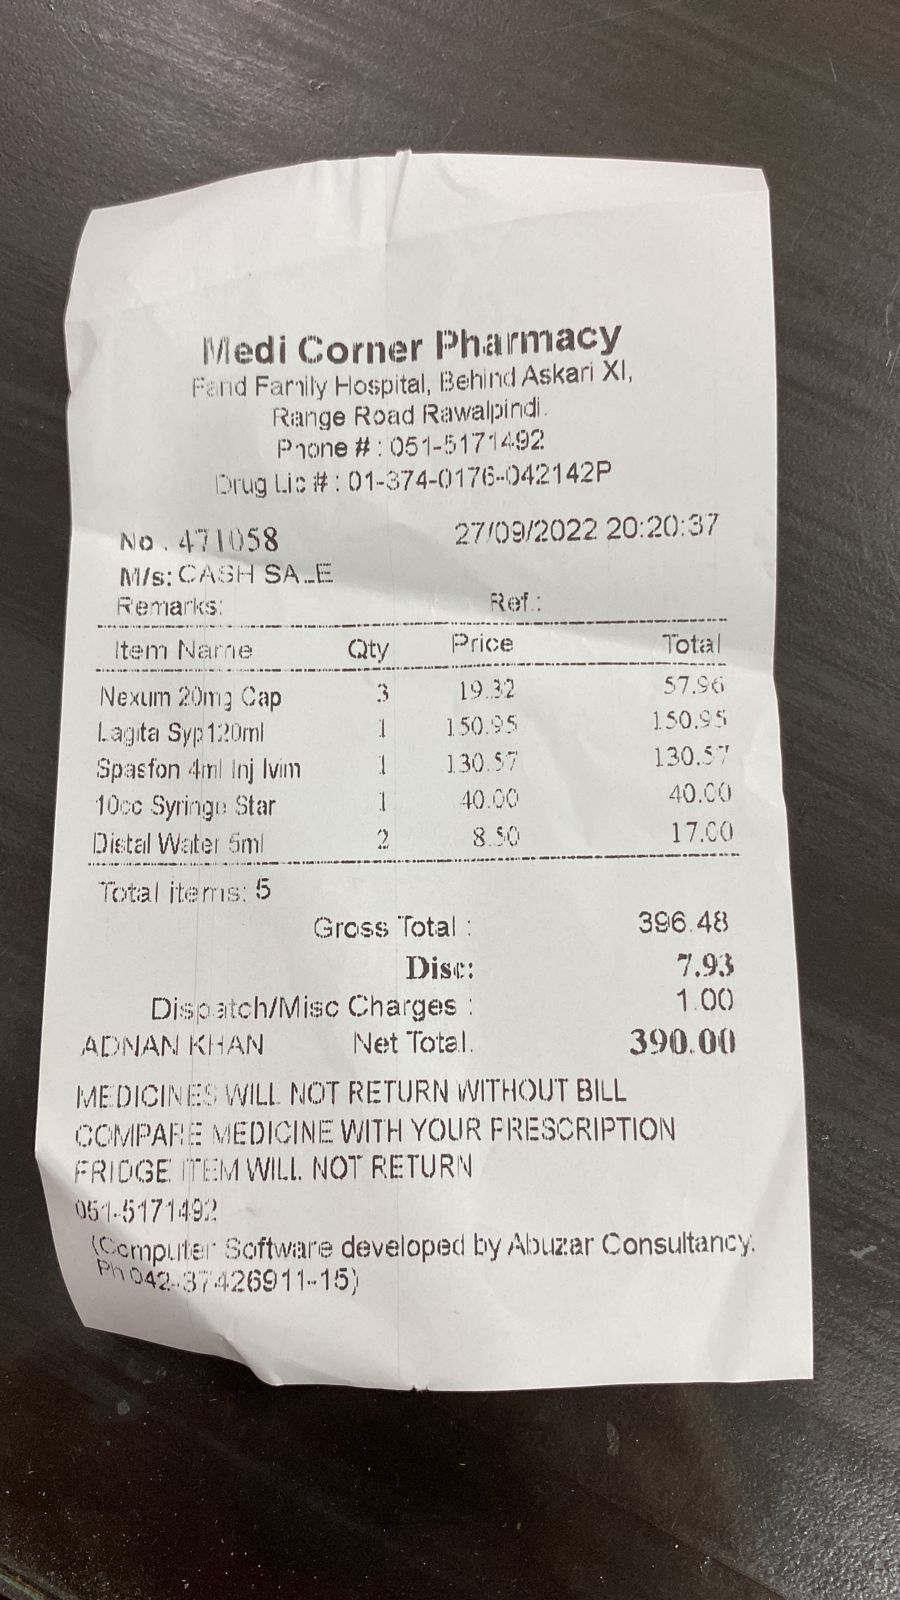 Medi Corner Pharmacy
Farid Family Hospital, Behind Askari XI,
Range Road Rawalpindi.
Phone # : 051-5171492
Drug Lic # : 01-374-0176-042142P
No . 471058 27/09/2022 20:20:37
M/s: CASH SALE
Remarks: Ref.:
Item Name Qty Price Total
Nexum 20mg Cap 3 19.32 57.96
Lagita Syp120ml 1 150.95 150.95
Spasfon 4ml Inj Ivim 1 130.57 130.57
10cc Syringe Star 1 40.00 40.00
Distal Water 5ml 2 8.50 17.00
Total items: 5
Gross Total : 396.48
Disc: 7.93
Dispatch/Misc Charges : 1.00
ADNAN KHAN Net Total. 390.00
MEDICINES WILL NOT RETURN WITHOUT BILL
COMPARE MEDICINE WITH YOUR PRESCRIPTION
FRIDGE ITEM WILL NOT RETURN
051-5171492
(Computer Software developed by Abuzar Consultancy.
Ph 042-37426911-15)